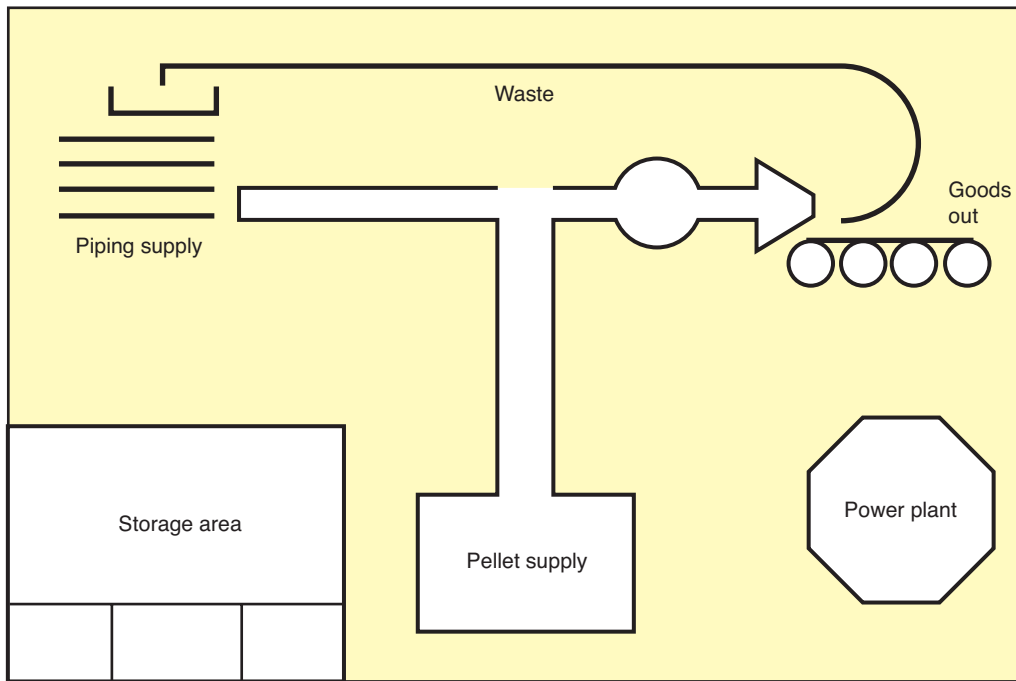 Waste
Goods
out
Piping supply
Storage area
Pellet supply
Power plant